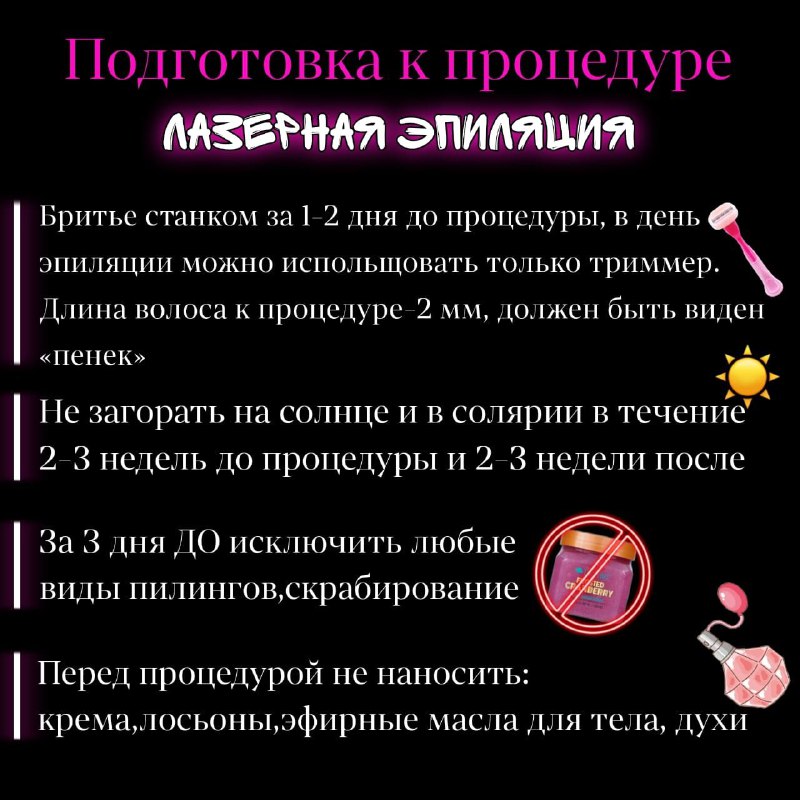 Подготовка к процедуре
ЛАЗЕРНАЯ ЭПИЛЯЦИЯ
Бритье станком за 1-2 дня до процедуры, в день
эпиляции можно испольщовать только триммер.
Длина волоса к процедуре-2 мм, должен быть виден
«пенек»
Не загорать на солнце и в солярии в течение
2-3 недель до процедуры и 2-3 недели после
За 3 дня ДО исключить любые
виды пилингов,скрабирование
CRANBERRY
Перед процедурой не наносить:
крема,лосьоны,эфирные масла для тела, духи